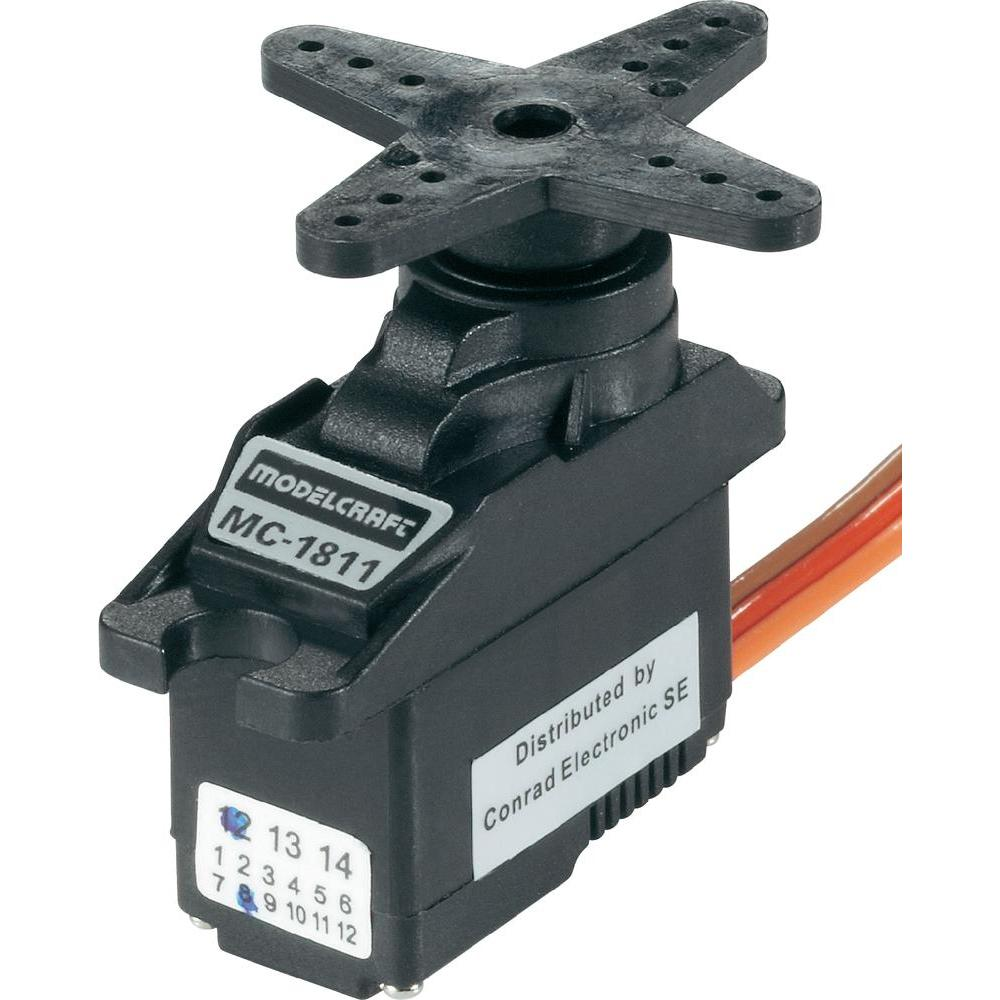 MODELCRAFT
MC-1811
Distributed by
Conrad Electronic SE
12 13 14
1 2 3 4 5 6
7 8 9 10 11 12